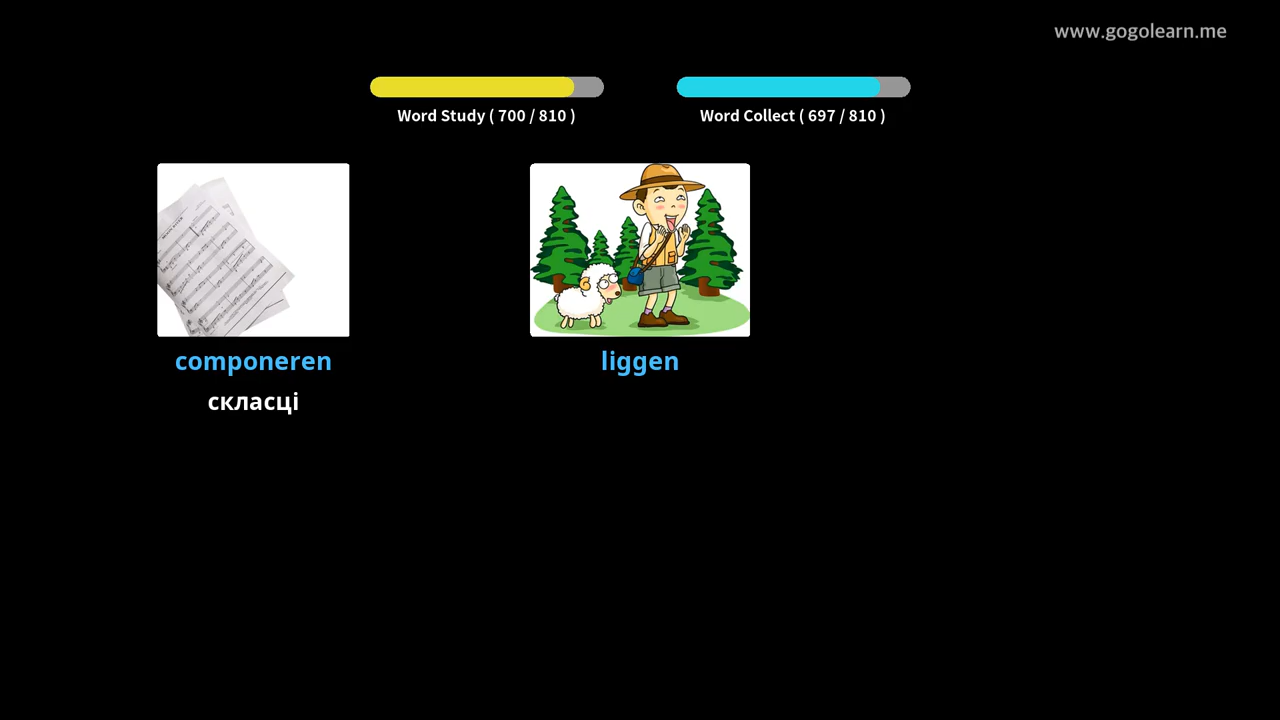 www.gogolearn.me
Word Study ( 700 / 810 )
Word Collect ( 697 / 810 )
componeren
liggen
скласці